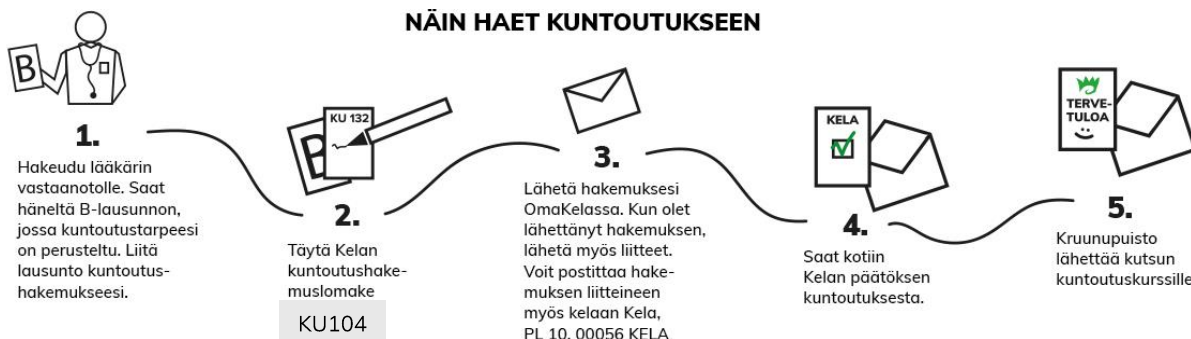 NÄIN HAET KUNTOUTUKSEEN
B
1.
Hakeudu lääkärin
vastaanotolle. Saat
häneltä B-lausunnon,
jossa kuntoutustarpeesi
on perusteltu. Liitä
lausunto kuntoutus-
hakemukseesi.
B
KU 132
2.
Täytä Kelan
kuntoutushake-
muslomake
KU104
3.
Lähetä hakemuksesi
OmaKelassa. Kun olet
lähettänyt hakemuksen,
lähetä myös liitteet.
Voit postittaa hake-
muksen liitteineen
myös kelaan Kela,
PL 10, 00056 KELA
KELA
4.
Saat kotiin
Kelan päätöksen
kuntoutuksesta.
TERVE-
TULOA
5.
Kruunupuisto
lähettää kutsun
kuntoutuskurssille